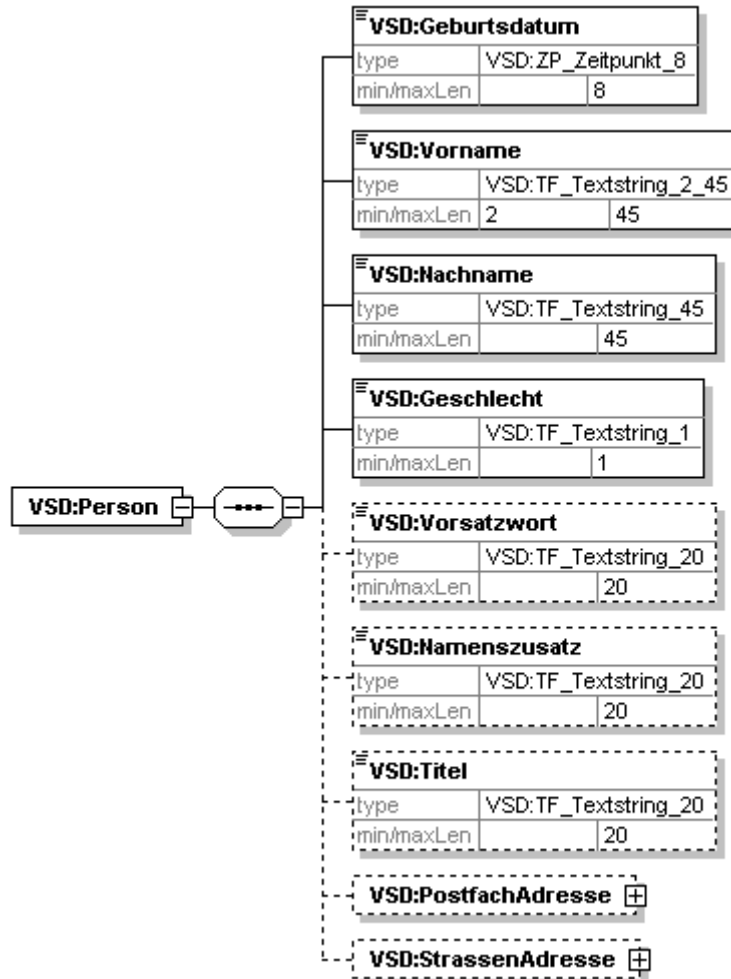 VSD:Geburtsdatum
type VSD:ZP_Zeitpunkt_8
min/maxLen 8
VSD:Vorname
type VSD:TF_Textstring_2_45
min/maxLen 2 45
VSD:Nachname
type VSD:TF_Textstring_45
min/maxLen 45
VSD:Geschlecht
type VSD:TF_Textstring_1
min/maxLen 1
VSD:Person
VSD:Vorsatzwort
type VSD:TF_Textstring_20
min/maxLen 20
VSD:Namenszusatz
type VSD:TF_Textstring_20
min/maxLen 20
VSD:Titel
type VSD:TF_Textstring_20
min/maxLen 20
VSD:PostfachAdresse
VSD:StrassenAdresse